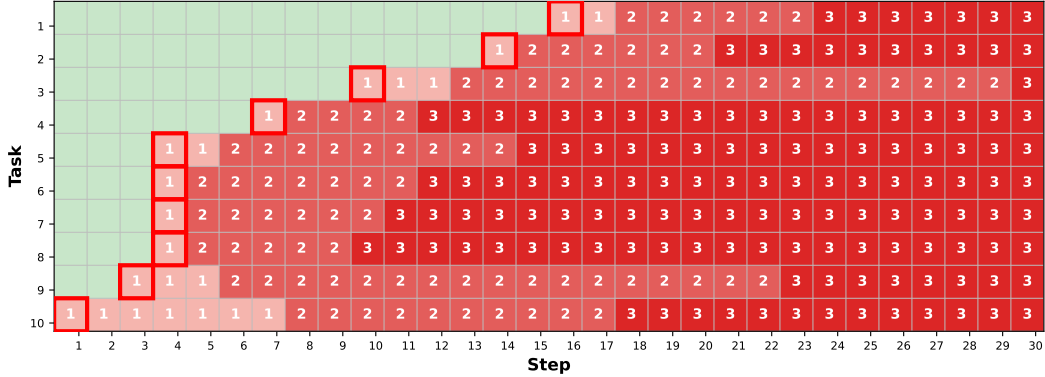 1 1 1 2 2 2 2 2 2 3 3 3 3 3 3 3
2 1 2 2 2 2 2 2 3 3 3 3 3 3 3 3 3 3
3 1 1 1 2 2 2 2 2 2 2 2 2 2 2 2 2 2 2 2 2 3
4 1 2 2 2 2 3 3 3 3 3 3 3 3 3 3 3 3 3 3 3 3 3 3 3
5 1 1 2 2 2 2 2 2 2 2 2 3 3 3 3 3 3 3 3 3 3 3 3 3 3 3 3
6 1 2 2 2 2 2 2 2 3 3 3 3 3 3 3 3 3 3 3 3 3 3 3 3 3 3 3
7 1 2 2 2 2 2 2 3 3 3 3 3 3 3 3 3 3 3 3 3 3 3 3 3 3 3 3
8 1 2 2 2 2 2 3 3 3 3 3 3 3 3 3 3 3 3 3 3 3 3 3 3 3 3 3
9 1 1 1 2 2 2 2 2 2 2 2 2 2 2 2 2 2 2 2 2 3 3 3 3 3 3 3 3
10 1 1 1 1 1 1 1 2 2 2 2 2 2 2 2 2 2 3 3 3 3 3 3 3 3 3 3 3 3 3
Task
1 2 3 4 5 6 7 8 9 10 11 12 13 14 15 16 17 18 19 20 21 22 23 24 25 26 27 28 29 30
Step